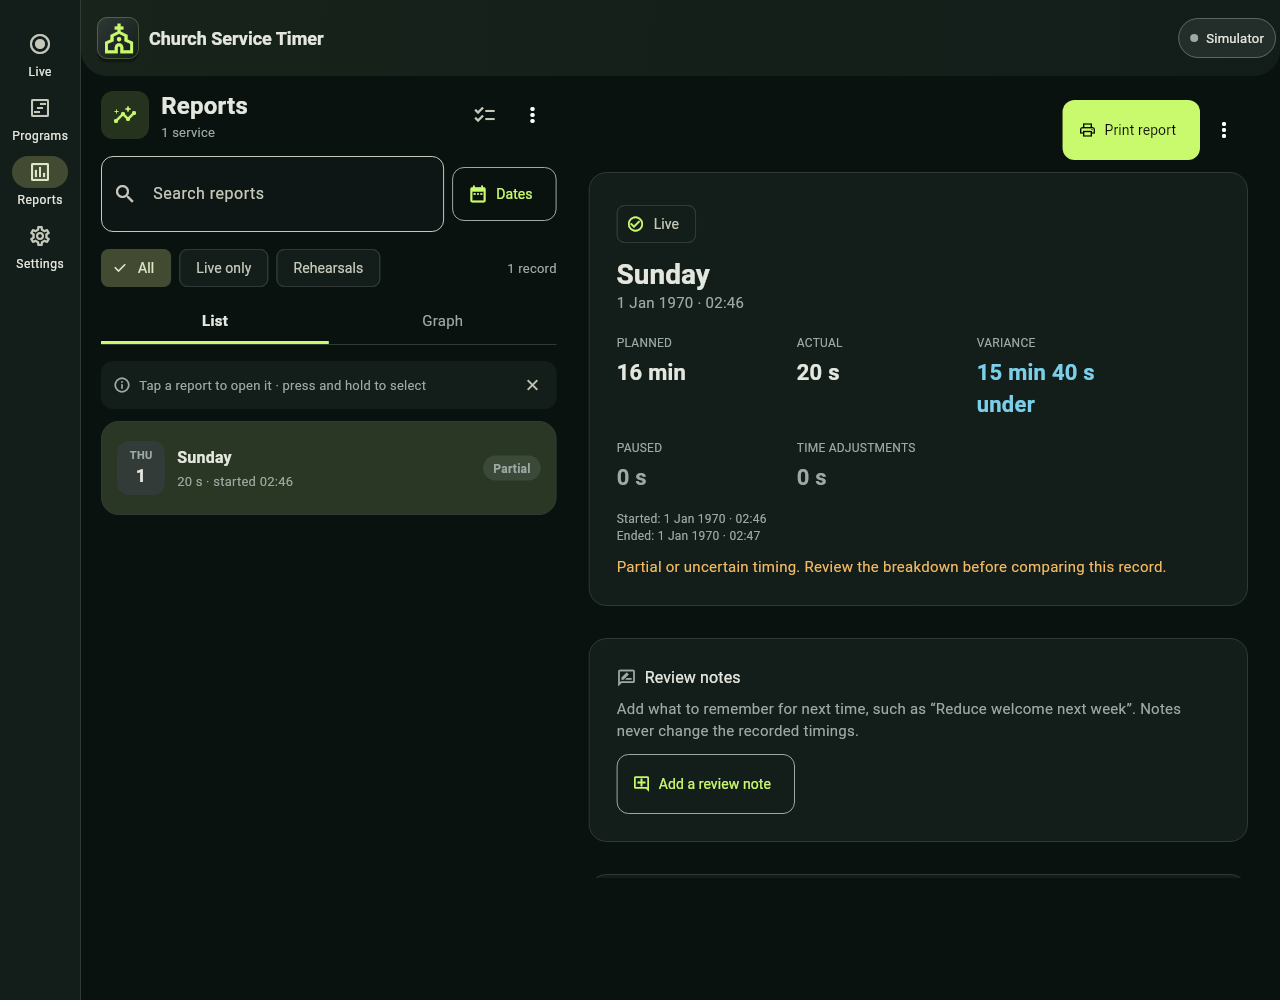 Live
Programs
Reports
Settings
Church Service Timer
Simulator
Reports
1 service
Search reports
Dates
All
Live only
Rehearsals
1 record
List
Graph
Tap a report to open it · press and hold to select
THU
1
Sunday
20 s · started 02:46
Partial
Print report
Live
Sunday
1 Jan 1970 · 02:46
PLANNED
16 min
ACTUAL
20 s
VARIANCE
15 min 40 s
under
PAUSED
0 s
TIME ADJUSTMENTS
0 s
Started: 1 Jan 1970 · 02:46
Ended: 1 Jan 1970 · 02:47
Partial or uncertain timing. Review the breakdown before comparing this record.
Review notes
Add what to remember for next time, such as “Reduce welcome next week”. Notes
never change the recorded timings.
Add a review note